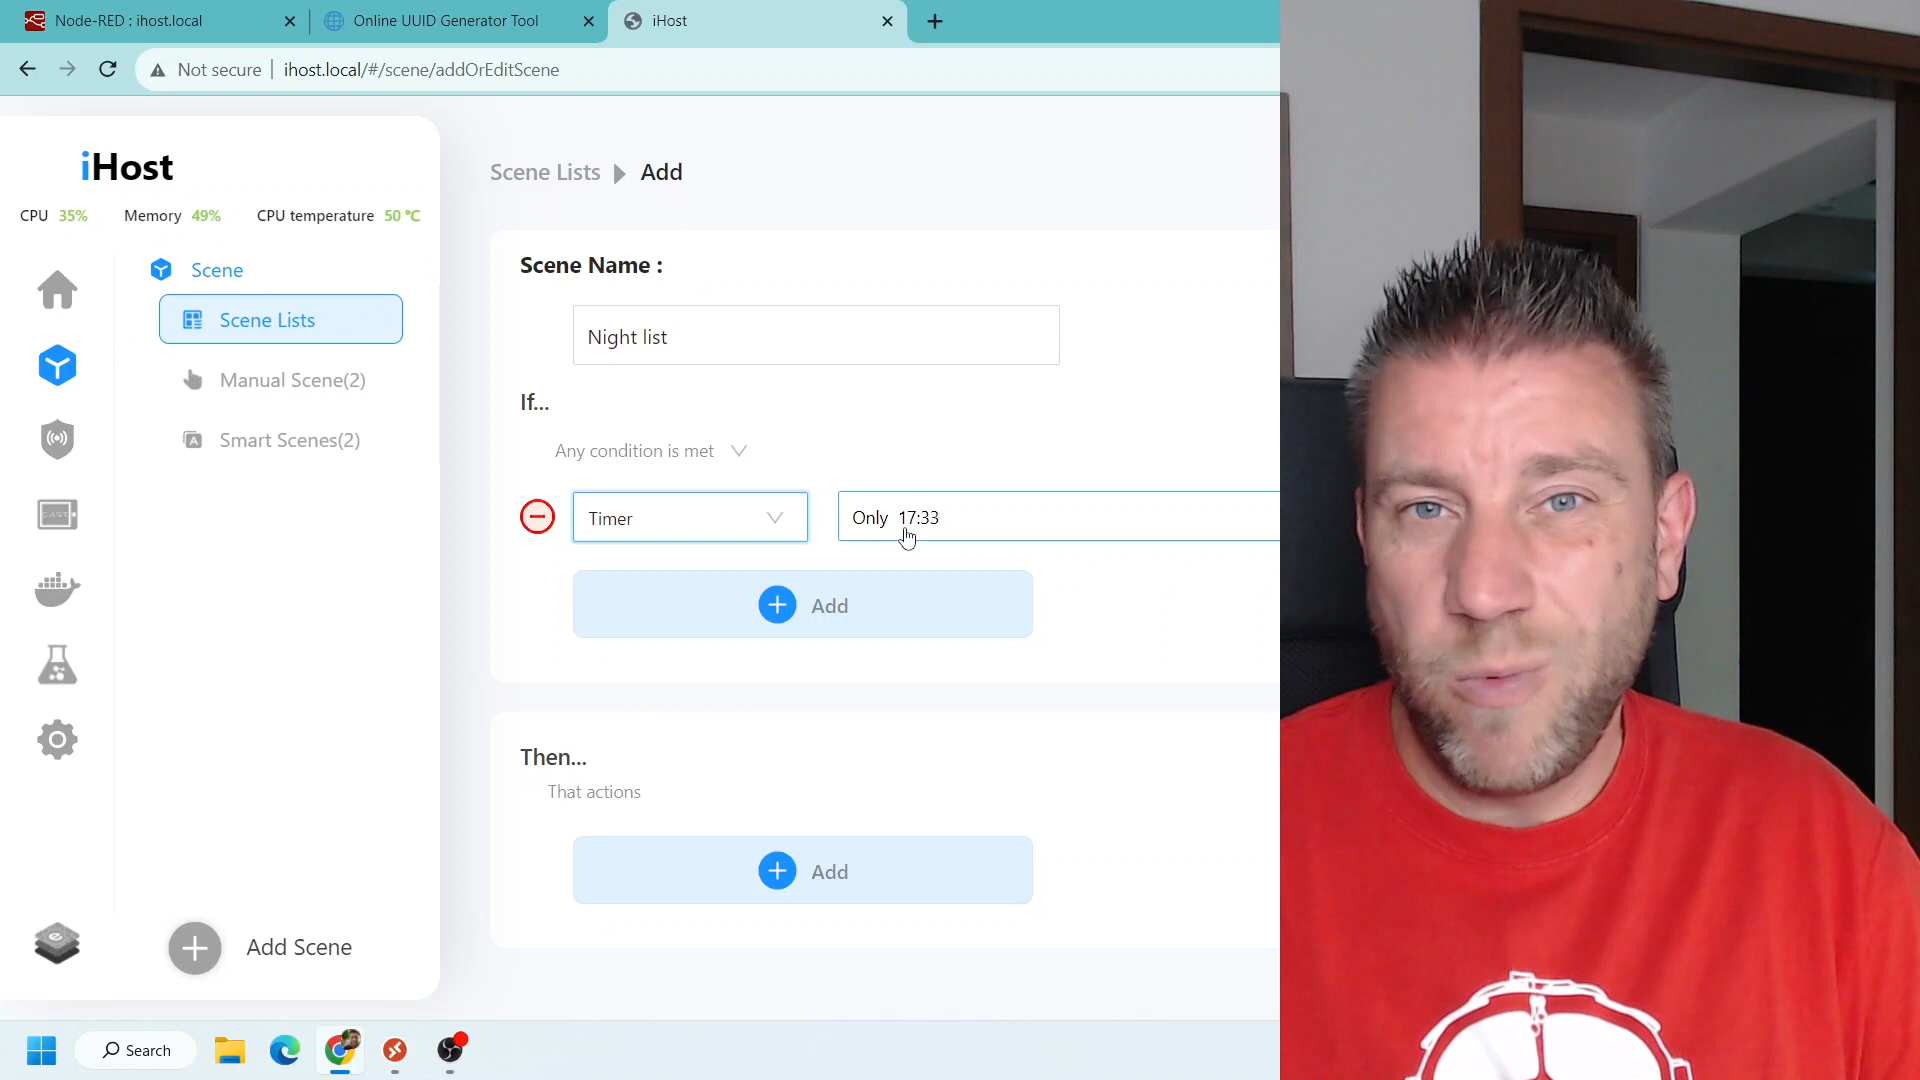 Node-RED : ihost.local
Online UUID Generator Tool
iHost
Not secure
ihost.local/#/scene/addOrEditScene
iHost
CPU 35% Memory 49% CPU temperature 50 ℃
Scene
Scene Lists
Manual Scene(2)
Smart Scenes(2)
CAST
Add Scene
Scene Lists Add
Scene Name :
Night list
If...
Any condition is met
Timer
Only 17:33
Add
Then...
That actions
Add
Search